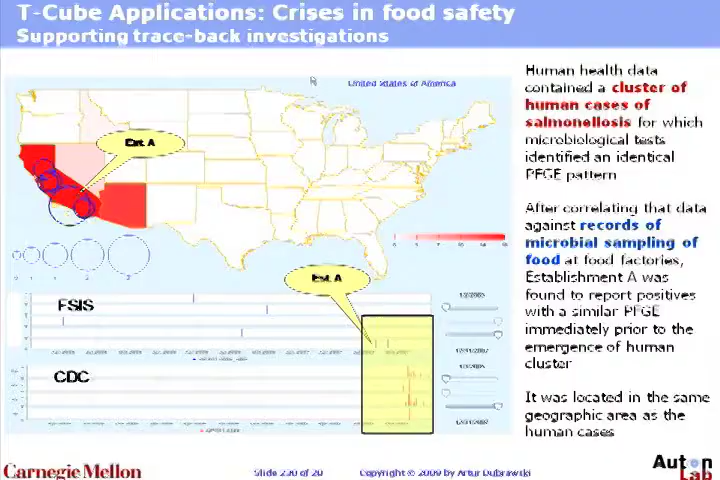 T-Cube Applications: Crises in food safety
Supporting trace-back investigations
United States of America
Est. A
Est. A
FSIS
CDC
Human health data
contained a cluster of
human cases of
salmonellosis for which
microbiological tests
identified an identical
PFGE pattern
After correlating that data
against records of
microbial sampling of
food at food factories,
Establishment A was
found to report positives
with a similar PFGE
immediately prior to the
emergence of human
cluster
It was located in the same
geographic area as the
human cases
Carnegie Mellon
Copyright © 2009 by Artur Dubrawski
Auton
Lab